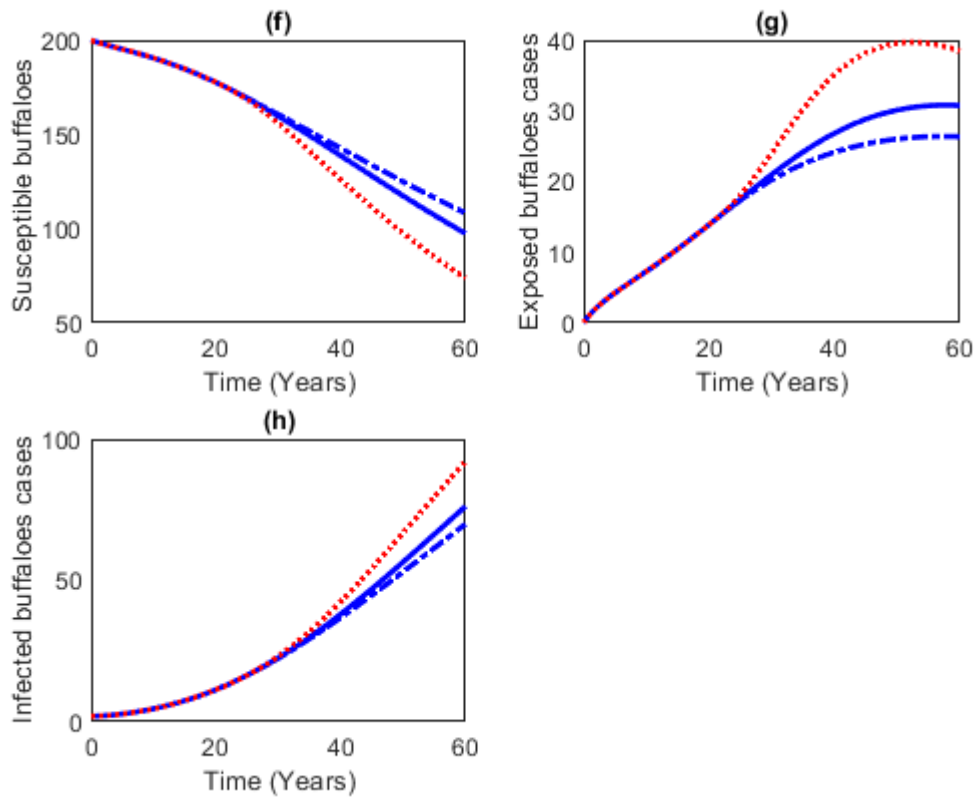 (f)
Susceptible buffaloes
200
150
100
50
0
20
40
60
Time (Years)
(g)
Exposed buffaloes cases
40
30
20
10
0
0
20
40
60
Time (Years)
(h)
Infected buffaloes cases
100
50
0
0
20
40
60
Time (Years)